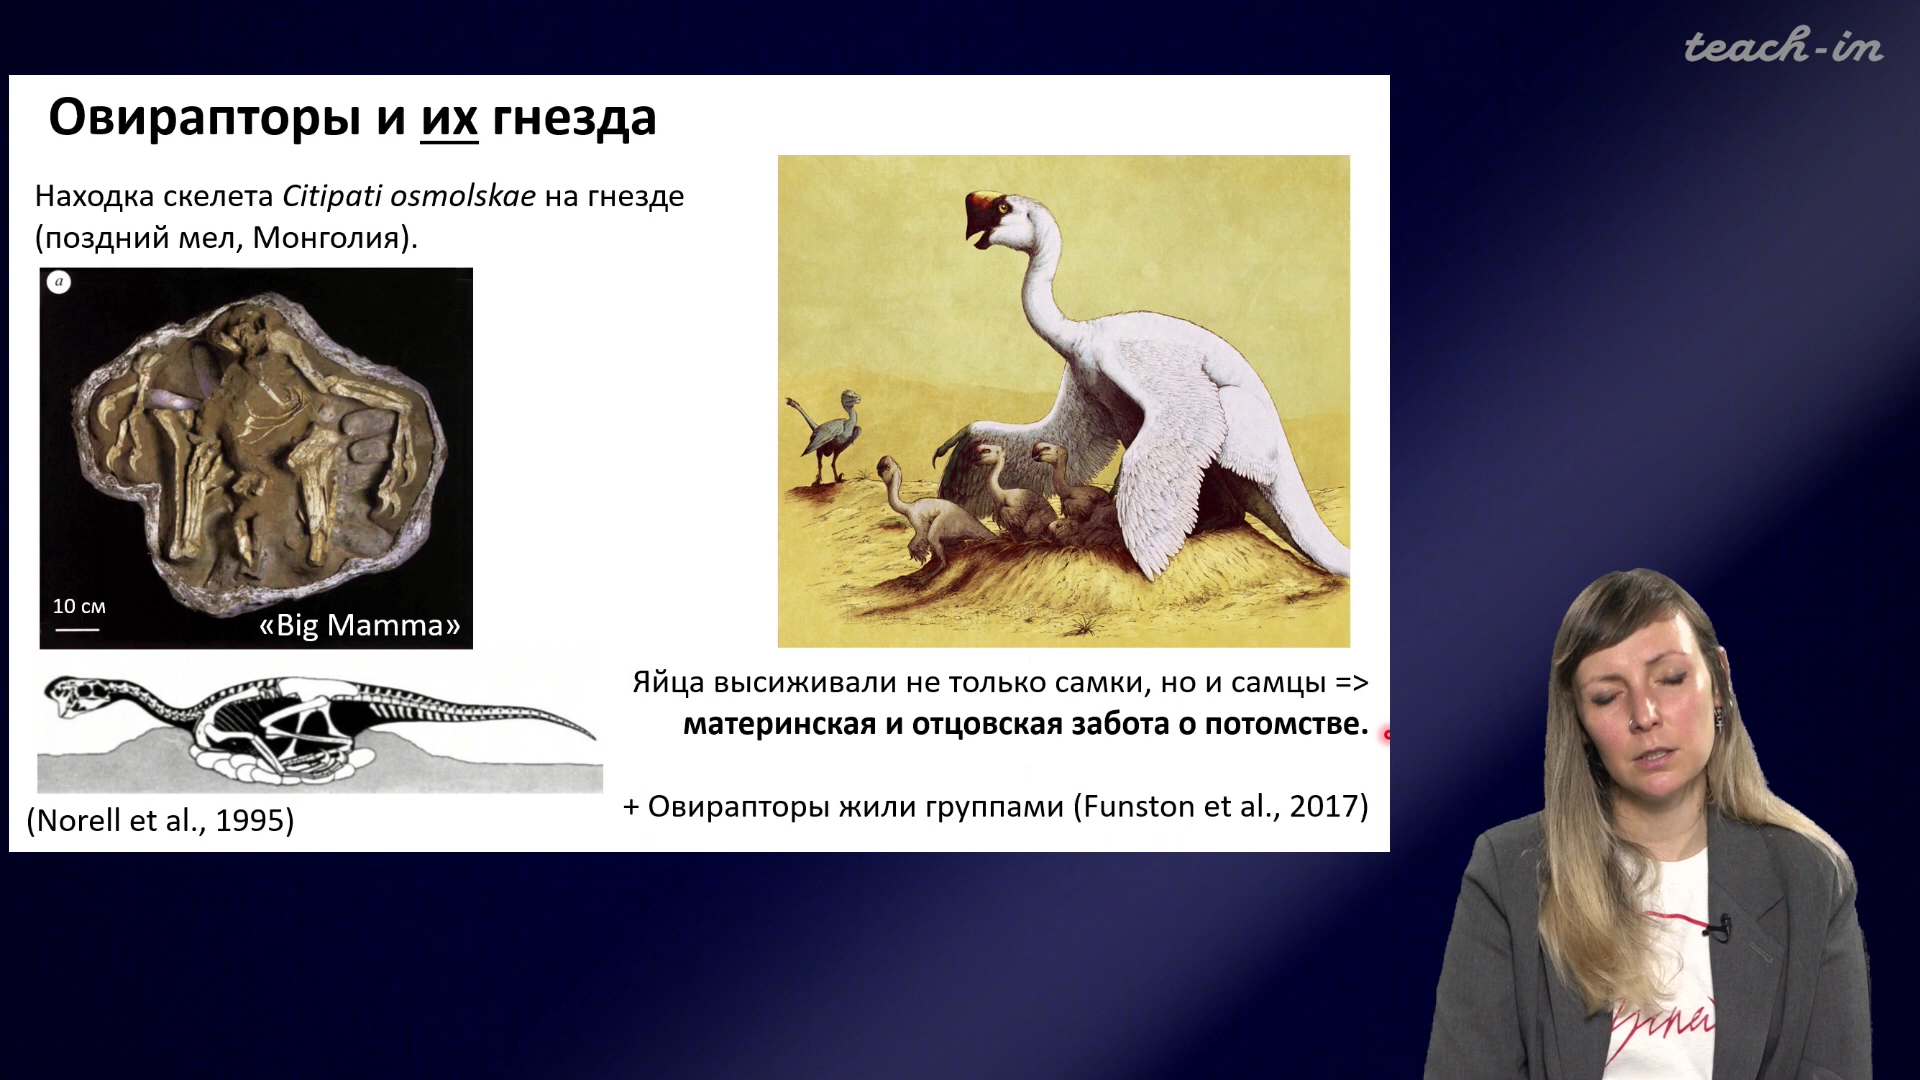 teach-in
Овирапторы и их гнезда
Находка скелета Citipati osmolskae на гнезде
(поздний мел, Монголия).
a
10 см
«Big Mamma»
(Norell et al., 1995)
Яйца высиживали не только самки, но и самцы =>
материнская и отцовская забота о потомстве.
+ Овирапторы жили группами (Funston et al., 2017)